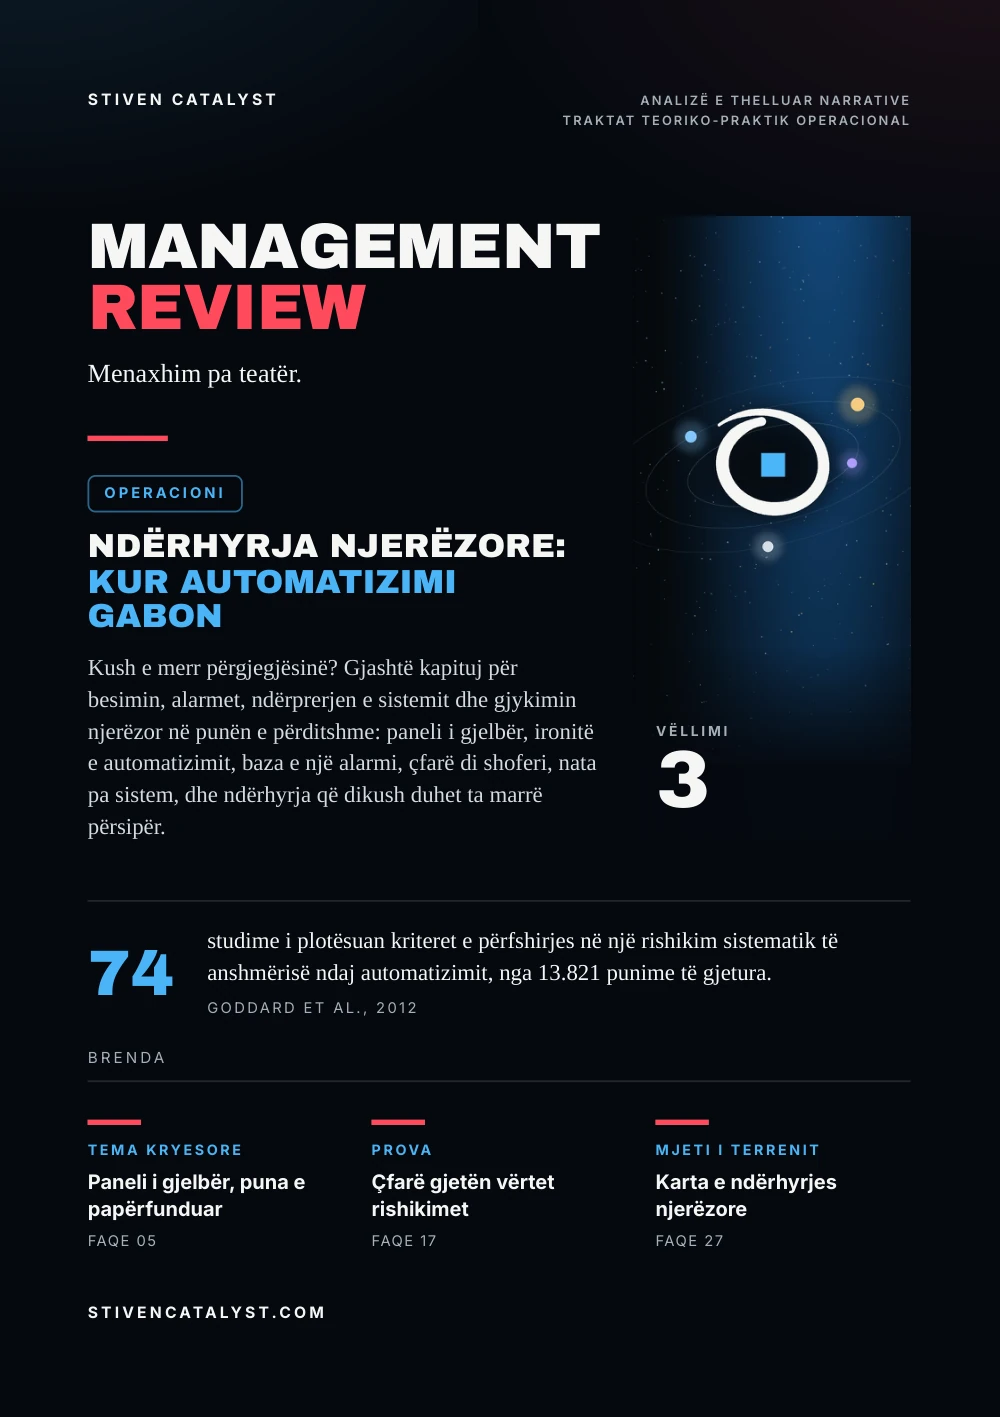 STIVEN CATALYST
ANALIZË E THELLUAR NARRATIVE
TRAKTAT TEORIKO-PRAKTIK OPERACIONAL
MANAGEMENT
REVIEW
Menaxhim pa teatër.
OPERACIONI
NDËRHYRJA NJERËZORE:
KUR AUTOMATIZIMI
GABON
Kush e merr përgjegjësinë? Gjashtë kapituj për
besimin, alarmet, ndërprerjen e sistemit dhe gjykimin
njerëzor në punën e përditshme: paneli i gjelbër, ironitë
e automatizimit, baza e një alarmi, çfarë di shoferi, nata
pa sistem, dhe ndërhyrja që dikush duhet ta marrë
përsipër.
VËLLIMI
3
74
studime i plotësuan kriteret e përfshirjes në një rishikim sistematik të
anshmërisë ndaj automatizimit, nga 13.821 punime të gjetura.
GODDARD ET AL., 2012
BRENDA
TEMA KRYESORE
Paneli i gjelbër, puna e
papërfunduar
FAQE 05
PROVA
Çfarë gjetën vërtet
rishikimet
FAQE 17
MJETI I TERRENIT
Karta e ndërhyrjes
njerëzore
FAQE 27
STIVENCATALYST.COM